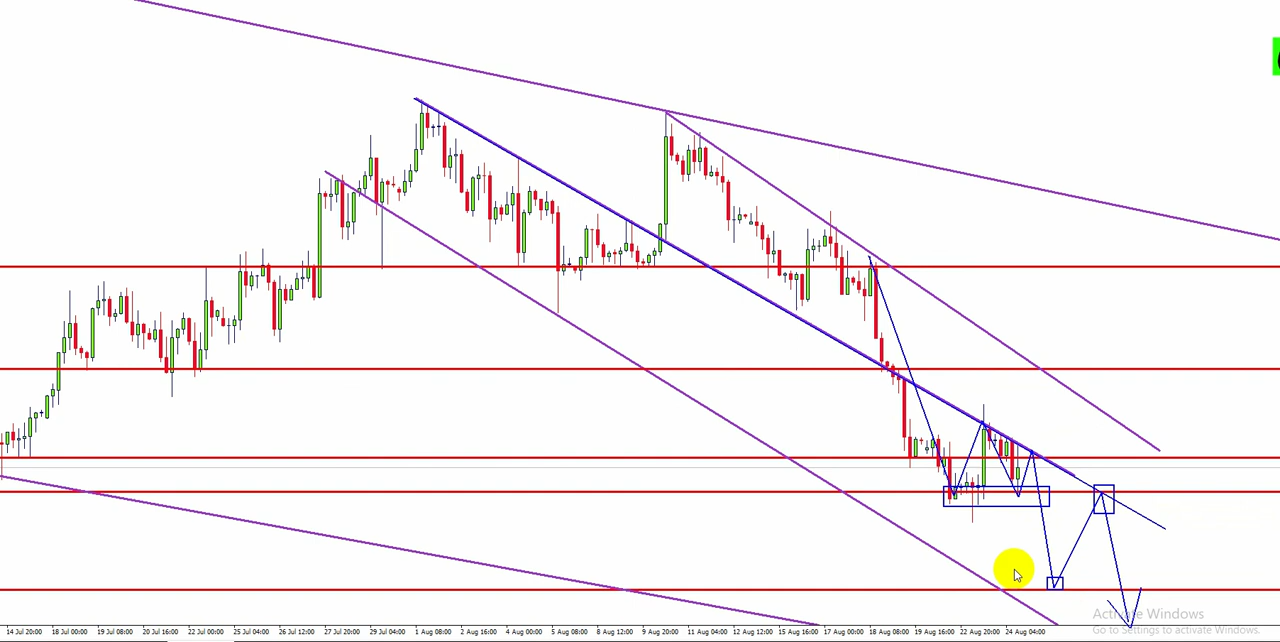 Activate Windows
Go to Settings to activate Windows.
14 Jul 20:00 18 Jul 00:00 19 Jul 08:00 20 Jul 16:00 22 Jul 00:00 25 Jul 04:00 26 Jul 12:00 27 Jul 20:00 29 Jul 04:00 1 Aug 08:00 2 Aug 16:00 4 Aug 00:00 5 Aug 08:00 8 Aug 12:00 9 Aug 20:00 11 Aug 04:00 12 Aug 12:00 15 Aug 16:00 17 Aug 00:00 18 Aug 08:00 19 Aug 16:00 22 Aug 20:00 24 Aug 04:00